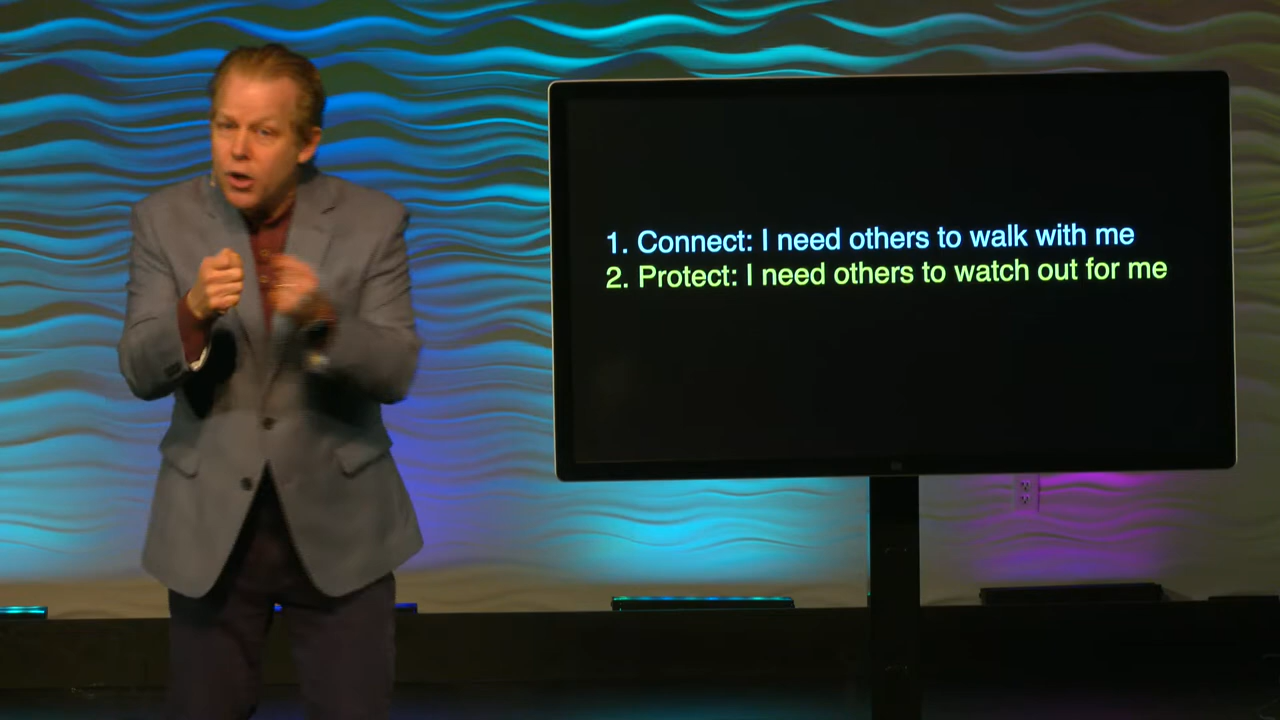 1. Connect: I need others to walk with me
2. Protect: I need others to watch out for me